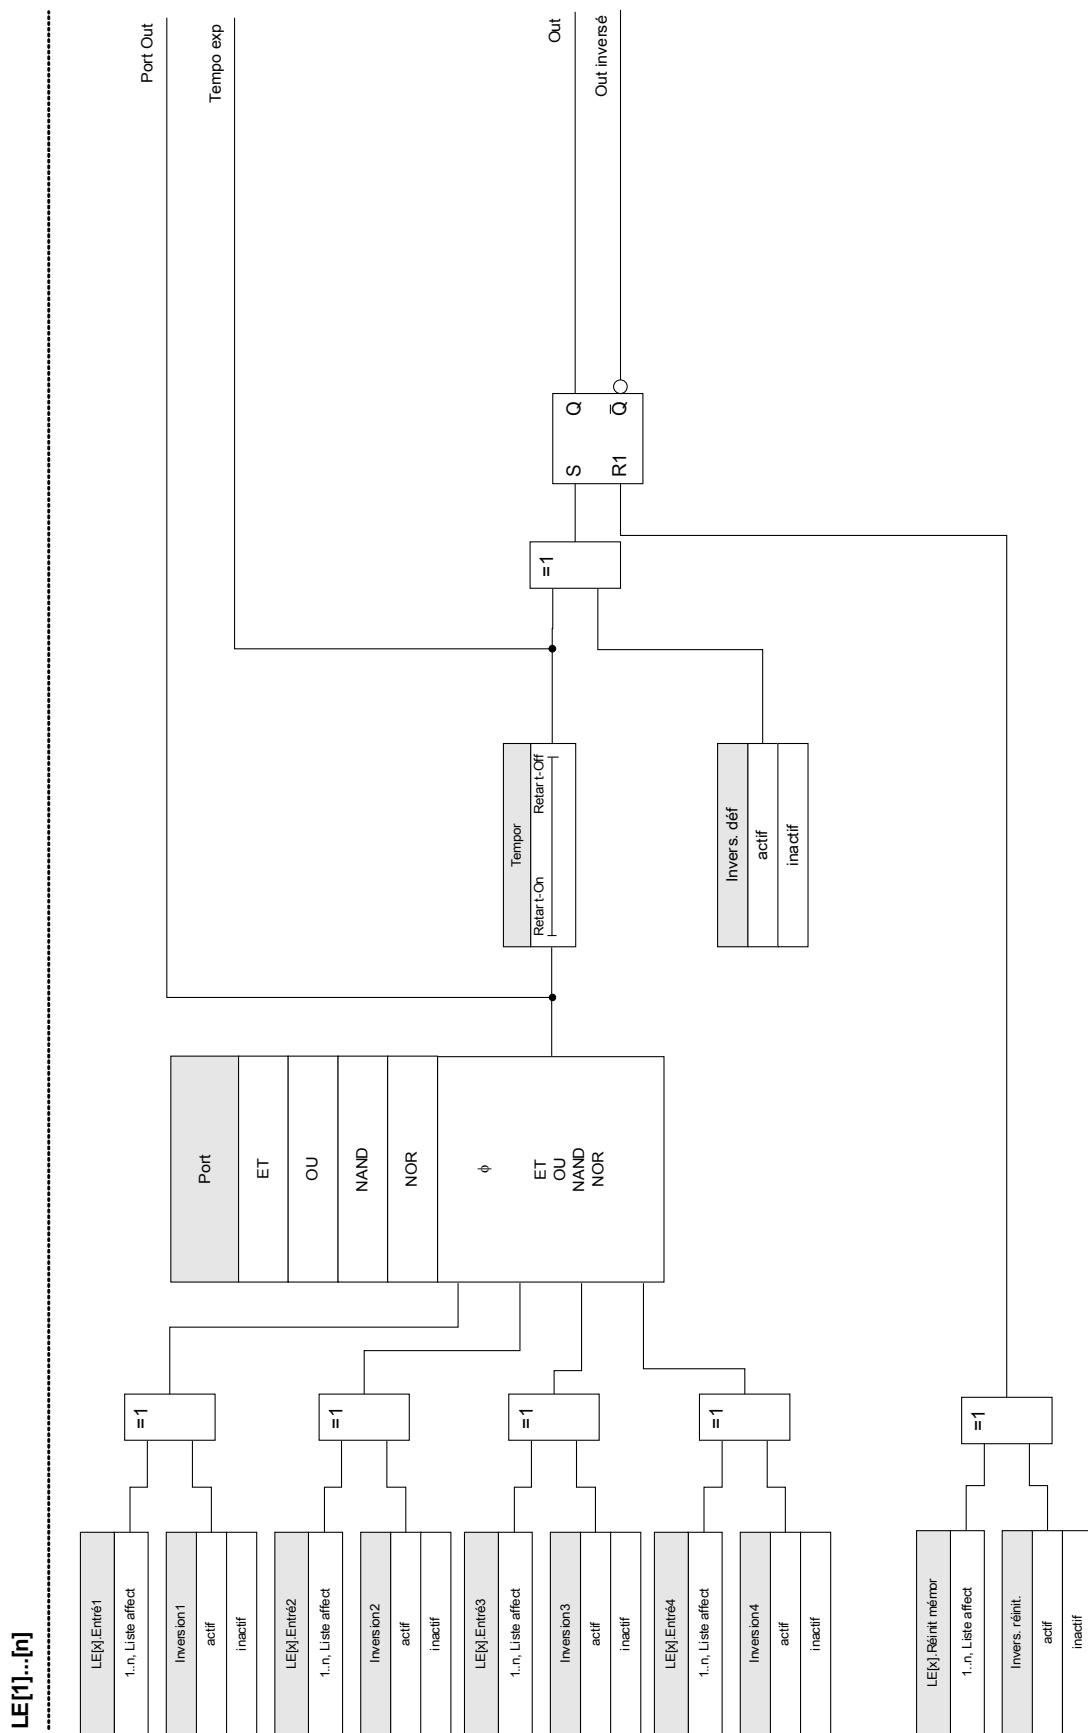 LE[1]...[n]
LE[x].Entré1
1..n, Liste affect
Inversion1
actif
inactif
LE[x].Entré2
1..n, Liste affect
Inversion2
actif
inactif
LE[x].Entré3
1..n, Liste affect
Inversion3
actif
inactif
LE[x].Entré4
1..n, Liste affect
Inversion4
actif
inactif
LE[x].Réinit mémor
1..n, Liste affect
Invers. réinit.
actif
inactif
=1
=1
=1
=1
=1
Port
ET
OU
NAND
NOR
ϕ
ET
OU
NAND
NOR
Tempor
Retart-On
Retart-Off
Invers. déf
actif
inactif
=1
S
Q
R1
Q̅
Port Out
Tempo exp
Out
Out inversé